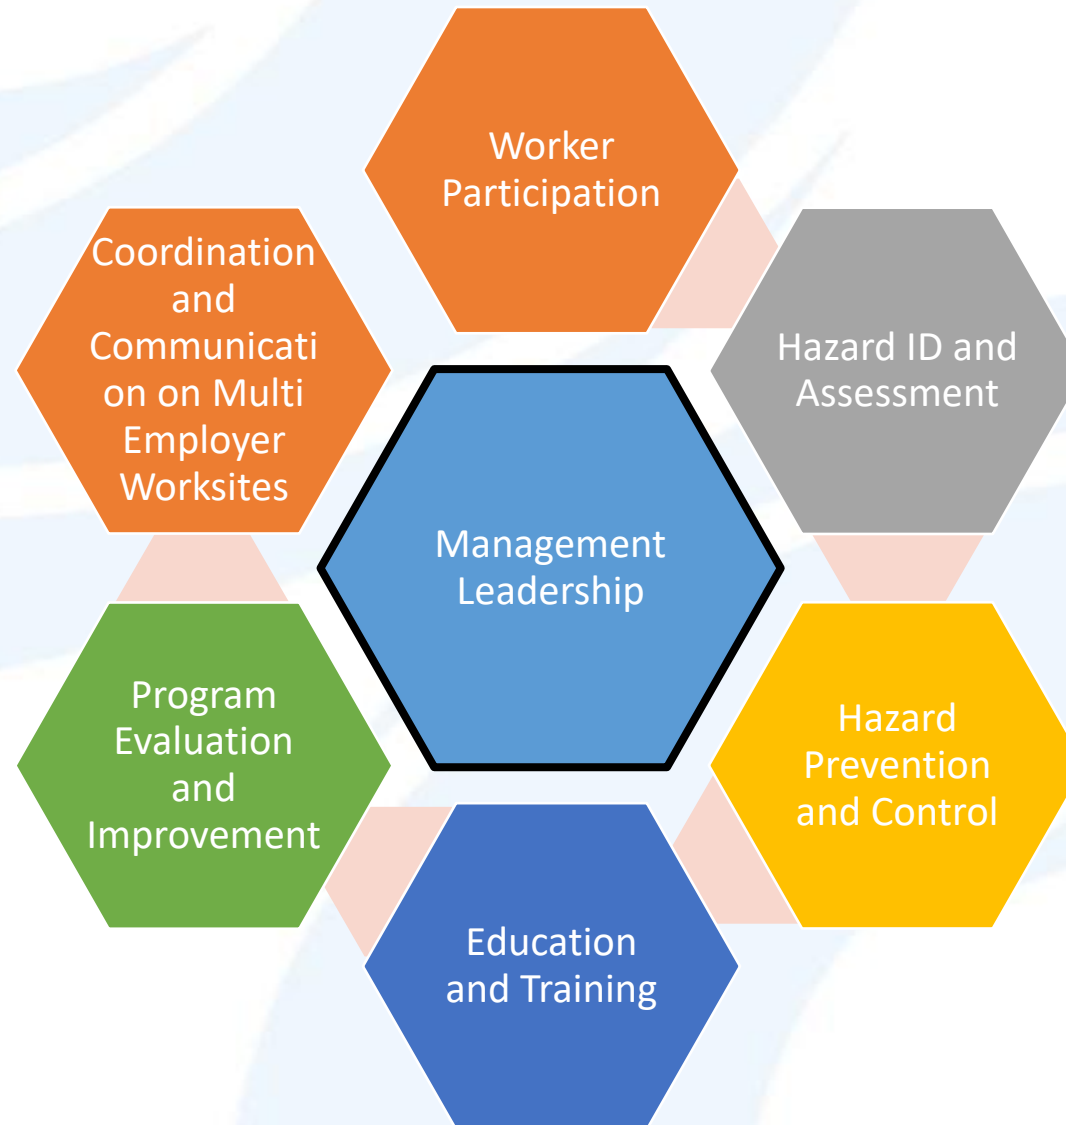 Worker
Participation
Hazard ID and
Assessment
Hazard
Prevention
and Control
Education
and Training
Program
Evaluation
and
Improvement
Coordination
and
Communicati
on on Multi
Employer
Worksites
Management
Leadership